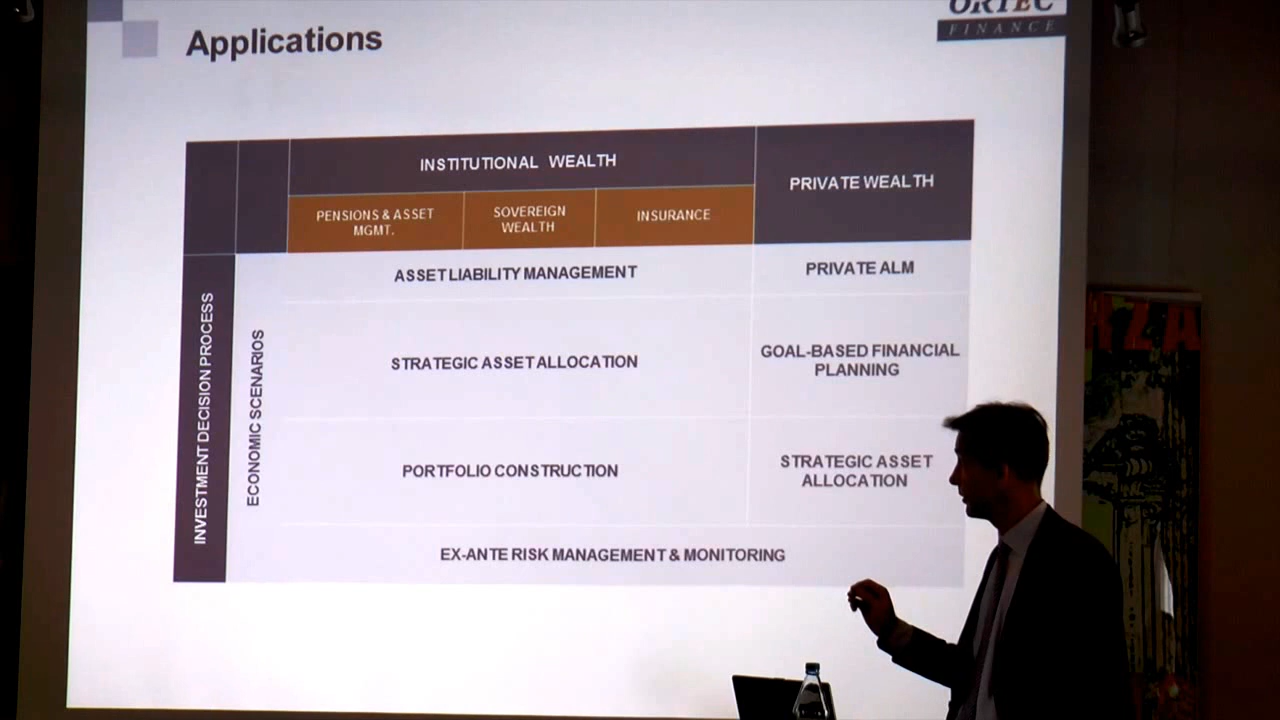 Applications
ORTEC
FINANCE
INSTITUTIONAL WEALTH
PRIVATE WEALTH
PENSIONS & ASSET
MGMT.
SOVEREIGN
WEALTH
INSURANCE
INVESTMENT DECISION PROCESS
ECONOMIC SCENARIOS
ASSET LIABILITY MANAGEMENT
PRIVATE ALM
STRATEGIC ASSET ALLOCATION
GOAL-BASED FINANCIAL
PLANNING
PORTFOLIO CONSTRUCTION
STRATEGIC ASSET
ALLOCATION
EX-ANTE RISK MANAGEMENT & MONITORING
RZA